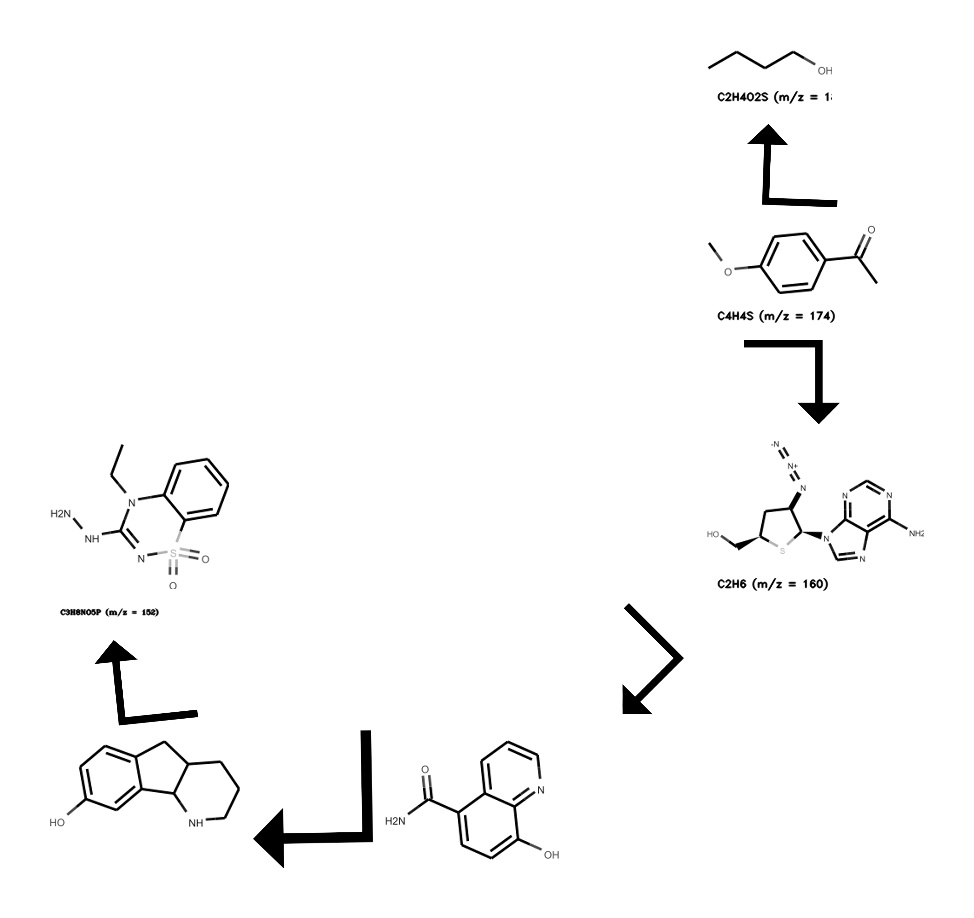 OH
C2H4O2S (m/z = 1
O
O
C4H4S (m/z = 174)
-N
N+
N
N
N
HO
S
N
N
NH2
C2H6 (m/z = 160)
N
H2N
NH
N
S
O
O
C3H8NO5P (m/z = 152)
O
N
H2N
OH
HO
NH